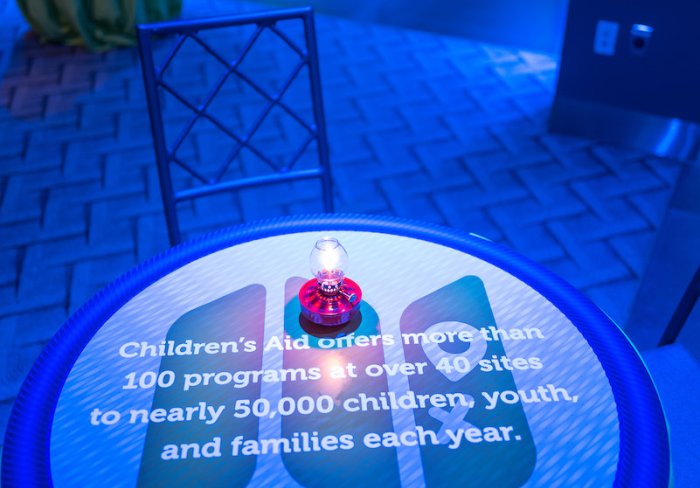 Children's Aid offers more than
100 programs at over 40 sites
to nearly 50,000 children, youth,
and families each year.